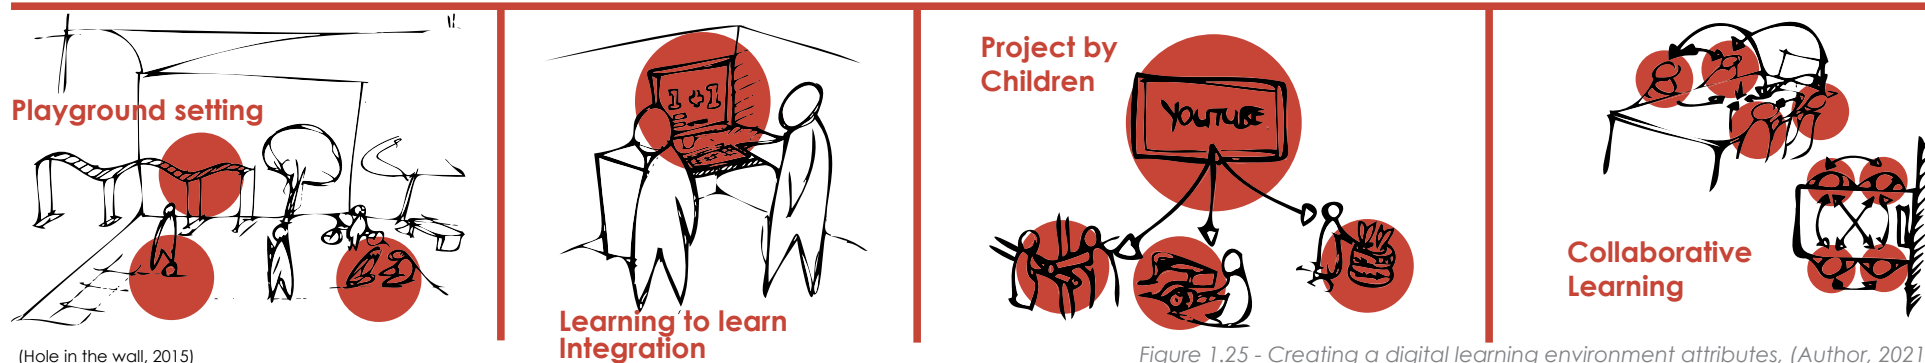 Playground setting
(Hole in the wall, 2015)
1+1
Learning to learn
Integration
Project by
Children
YOUTUBE
Collaborative
Learning
Figure 1.25 - Creating a digital learning environment attributes, (Author, 2021